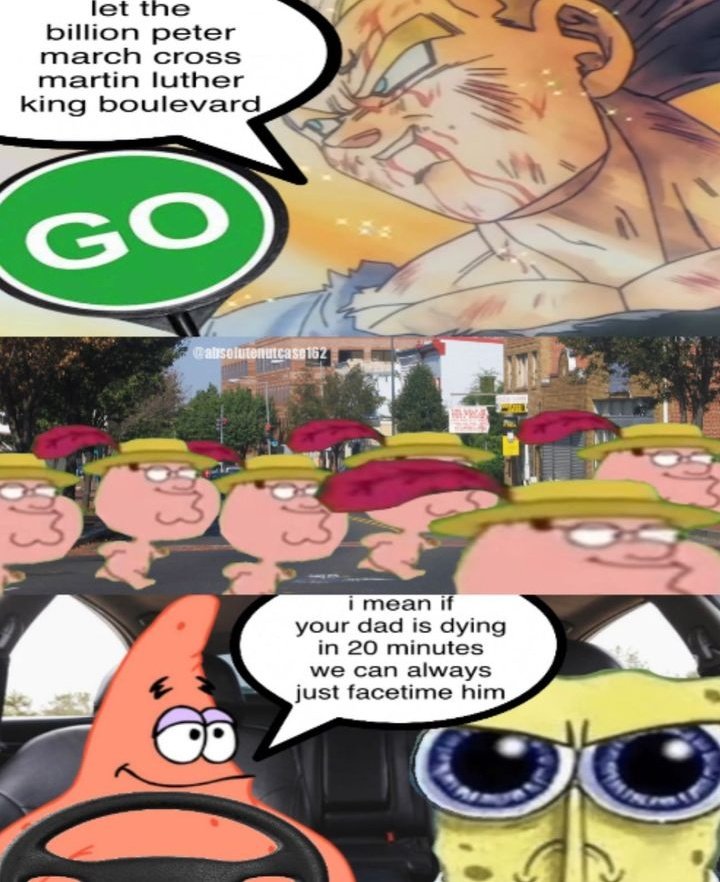 let the
billion peter
march cross
martin luther
king boulevard
GO
@absolutenutcase162
i mean if
your dad is dying
in 20 minutes
we can always
just facetime him